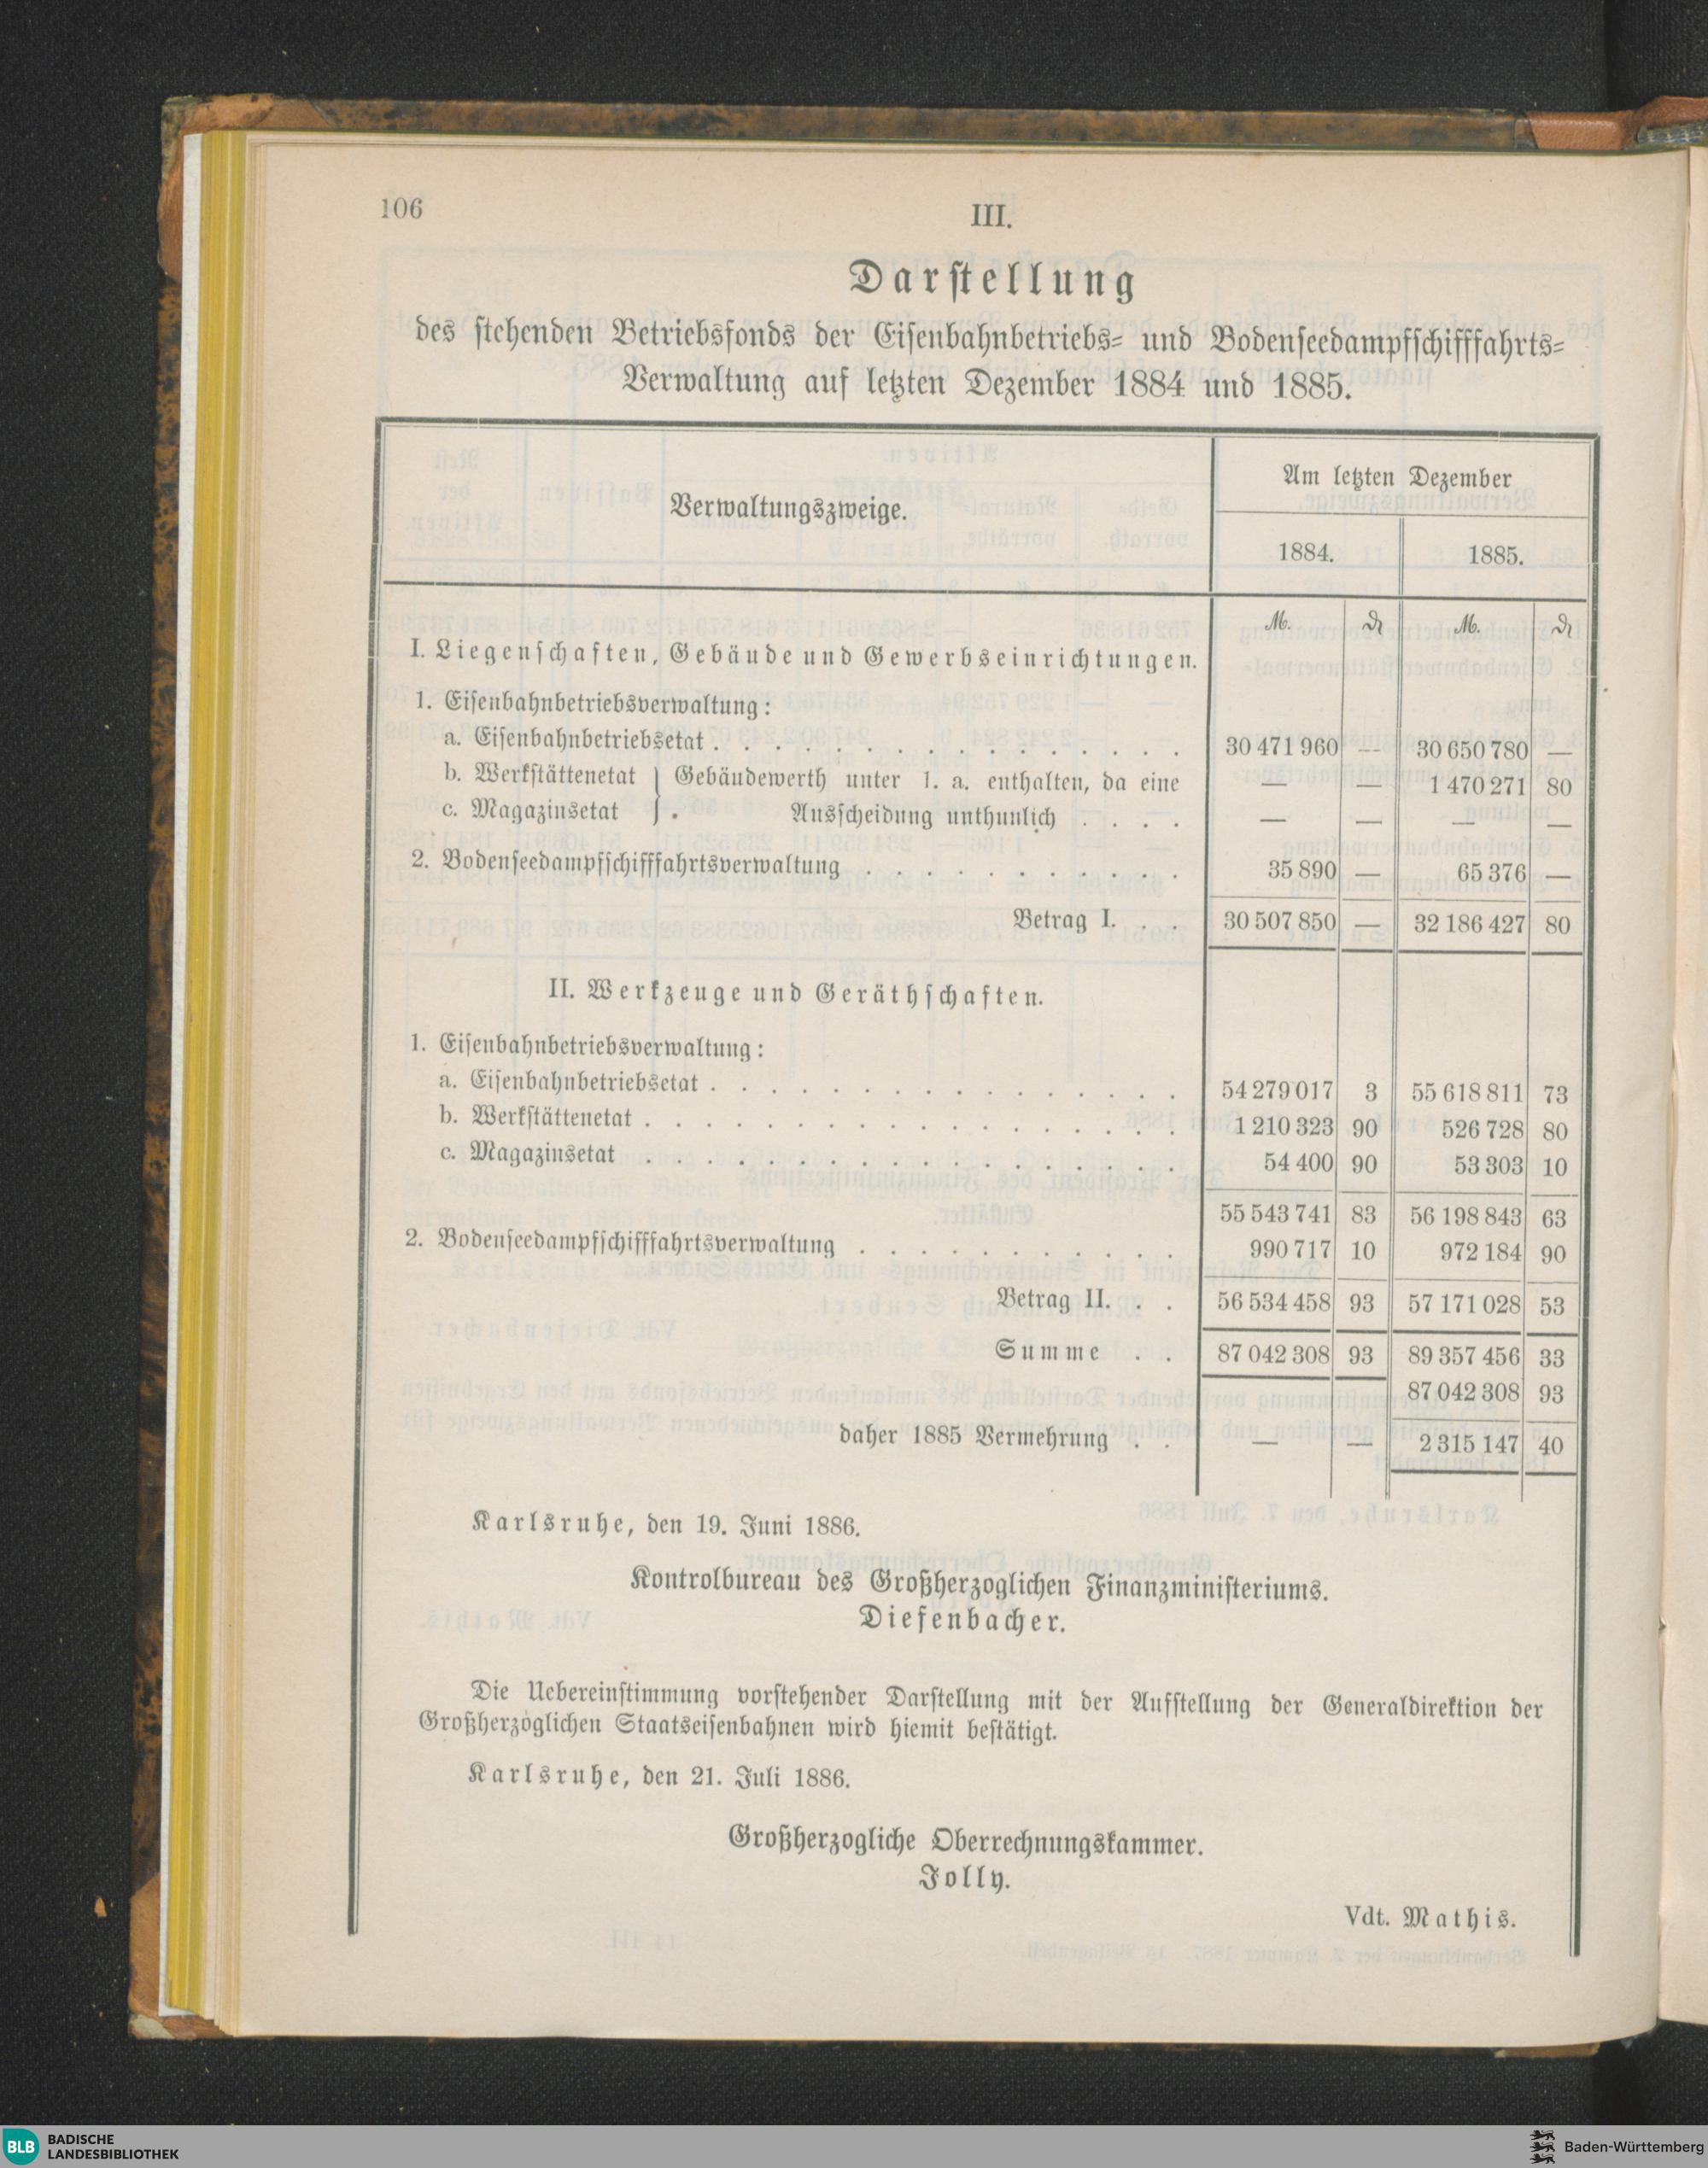 106
III.
Darstellung
des stehenden Betriebsfonds der Eisenbahnbetriebs- und Bodenseedampfschifffahrts-
Verwaltung auf letzten Dezember 1884 und 1885.
Verwaltungszweige.
Am letzten Dezember
1884.
1885.
M. ₰ M. ₰
I. Liegenschaften, Gebäude und Gewerbseinrichtungen.
1. Eisenbahnbetriebsverwaltung:
a. Eisenbahnbetriebsetat . . . 30 471 960 — 30 650 780 —
b. Werkstättenetat } Gebäudewerth unter 1. a. enthalten, da eine — — 1 470 271 80
c. Magazinsetat } Ausscheidung unthunlich . . . . — — — —
2. Bodenseedampfschifffahrtsverwaltung . . . 35 890 — 65 376 —
Betrag I. . . 30 507 850 — 32 186 427 80
II. Werkzeuge und Geräthschaften.
1. Eisenbahnbetriebsverwaltung:
a. Eisenbahnbetriebsetat . . . 54 279 017 3 55 618 811 73
b. Werkstättenetat . . . 1 210 323 90 526 728 80
c. Magazinsetat . . . 54 400 90 53 303 10
55 543 741 83 56 198 843 63
2. Bodenseedampfschifffahrtsverwaltung . . . 990 717 10 972 184 90
Betrag II. . . 56 534 458 93 57 171 028 53
Summe . . 87 042 308 93 89 357 456 33
87 042 308 93
daher 1885 Vermehrung . . — — 2 315 147 40
Karlsruhe, den 19. Juni 1886.
Kontrolbureau des Großherzoglichen Finanzministeriums.
Diefenbacher.
Die Uebereinstimmung vorstehender Darstellung mit der Aufstellung der Generaldirektion der
Großherzoglichen Staatseisenbahnen wird hiemit bestätigt.
Karlsruhe, den 21. Juli 1886.
Großherzogliche Oberrechnungskammer.
Jolly.
Vdt. Mathis.
BLB BADISCHE
LANDESBIBLIOTHEK
Baden-Württemberg